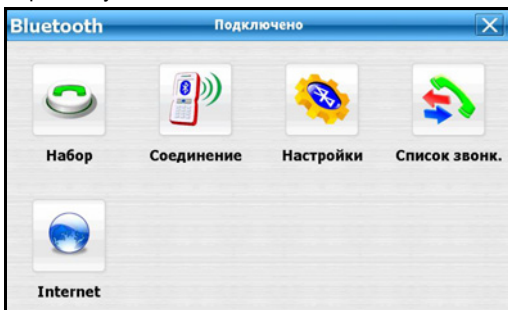 Bluetooth Подключено
Набор Соединение Настройки Список звонк.
Internet